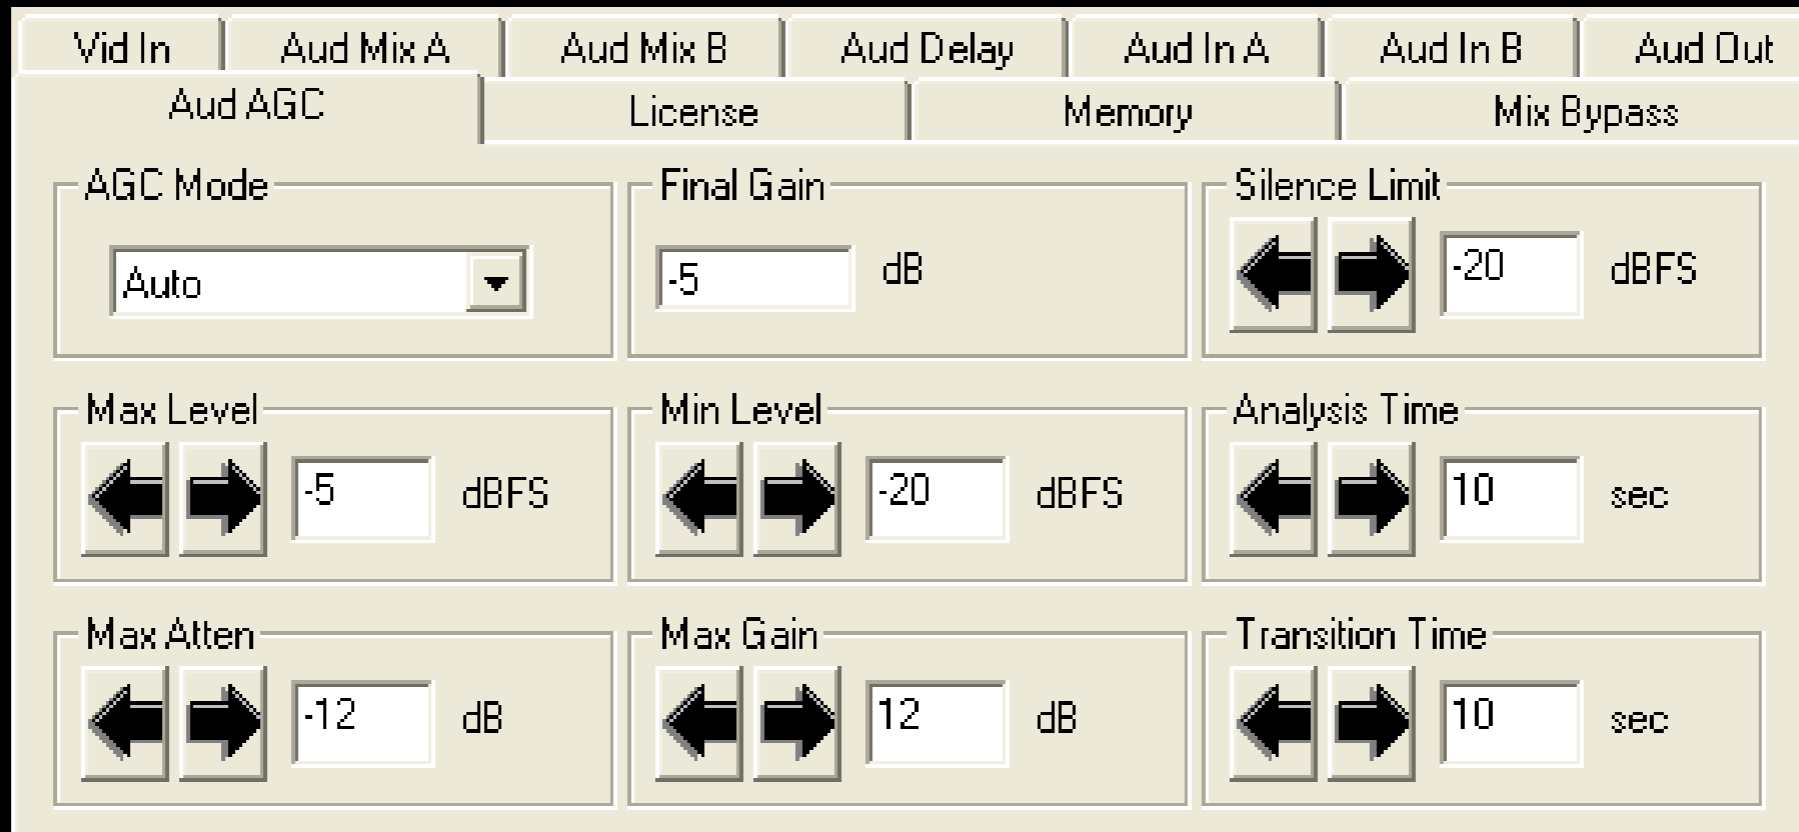 Vid In Aud Mix A Aud Mix B Aud Delay Aud In A Aud In B Aud Out
Aud AGC License Memory Mix Bypass
AGC Mode Final Gain Silence Limit
Auto -5 dB -20 dBFS
Max Level Min Level Analysis Time
-5 dBFS -20 dBFS 10 sec
Max Atten Max Gain Transition Time
-12 dB 12 dB 10 sec